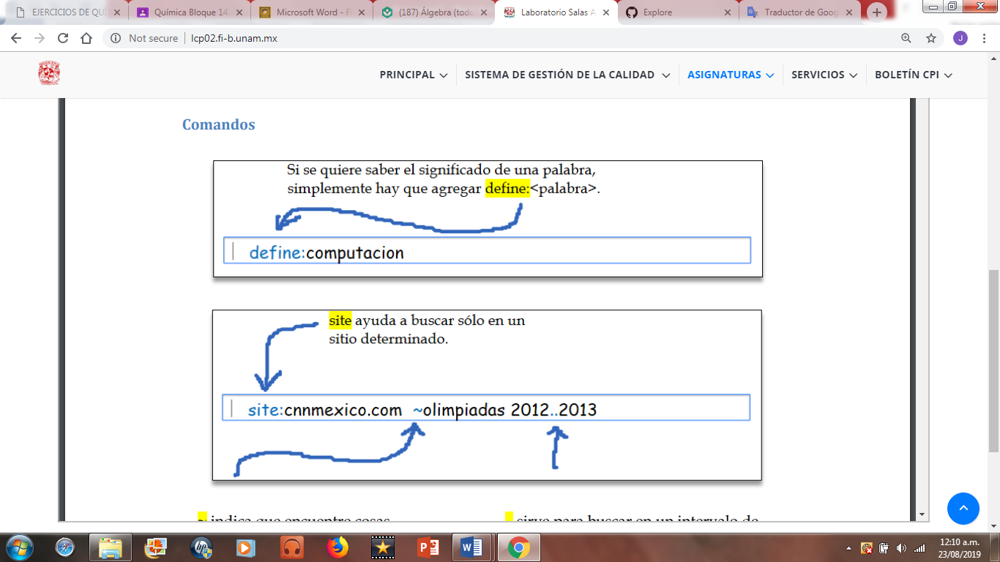 EJERCICIOS DE QU
Química Bloque 14
Microsoft Word - F
(187) Álgebra (todo
Laboratorio Salas A
Explore
Traductor de Goog
Not secure | lcp02.fi-b.unam.mx
J
PRINCIPAL
SISTEMA DE GESTIÓN DE LA CALIDAD
ASIGNATURAS
SERVICIOS
BOLETÍN CPI
Comandos
Si se quiere saber el significado de una palabra,
simplemente hay que agregar define:<palabra>.
define:computacion
site ayuda a buscar sólo en un
sitio determinado.
site:cnnmexico.com ~olimpiadas 2012..2013
~ indica que encuentre cosas
sirve para buscar en un intervalo de
12:10 a.m.
23/08/2019